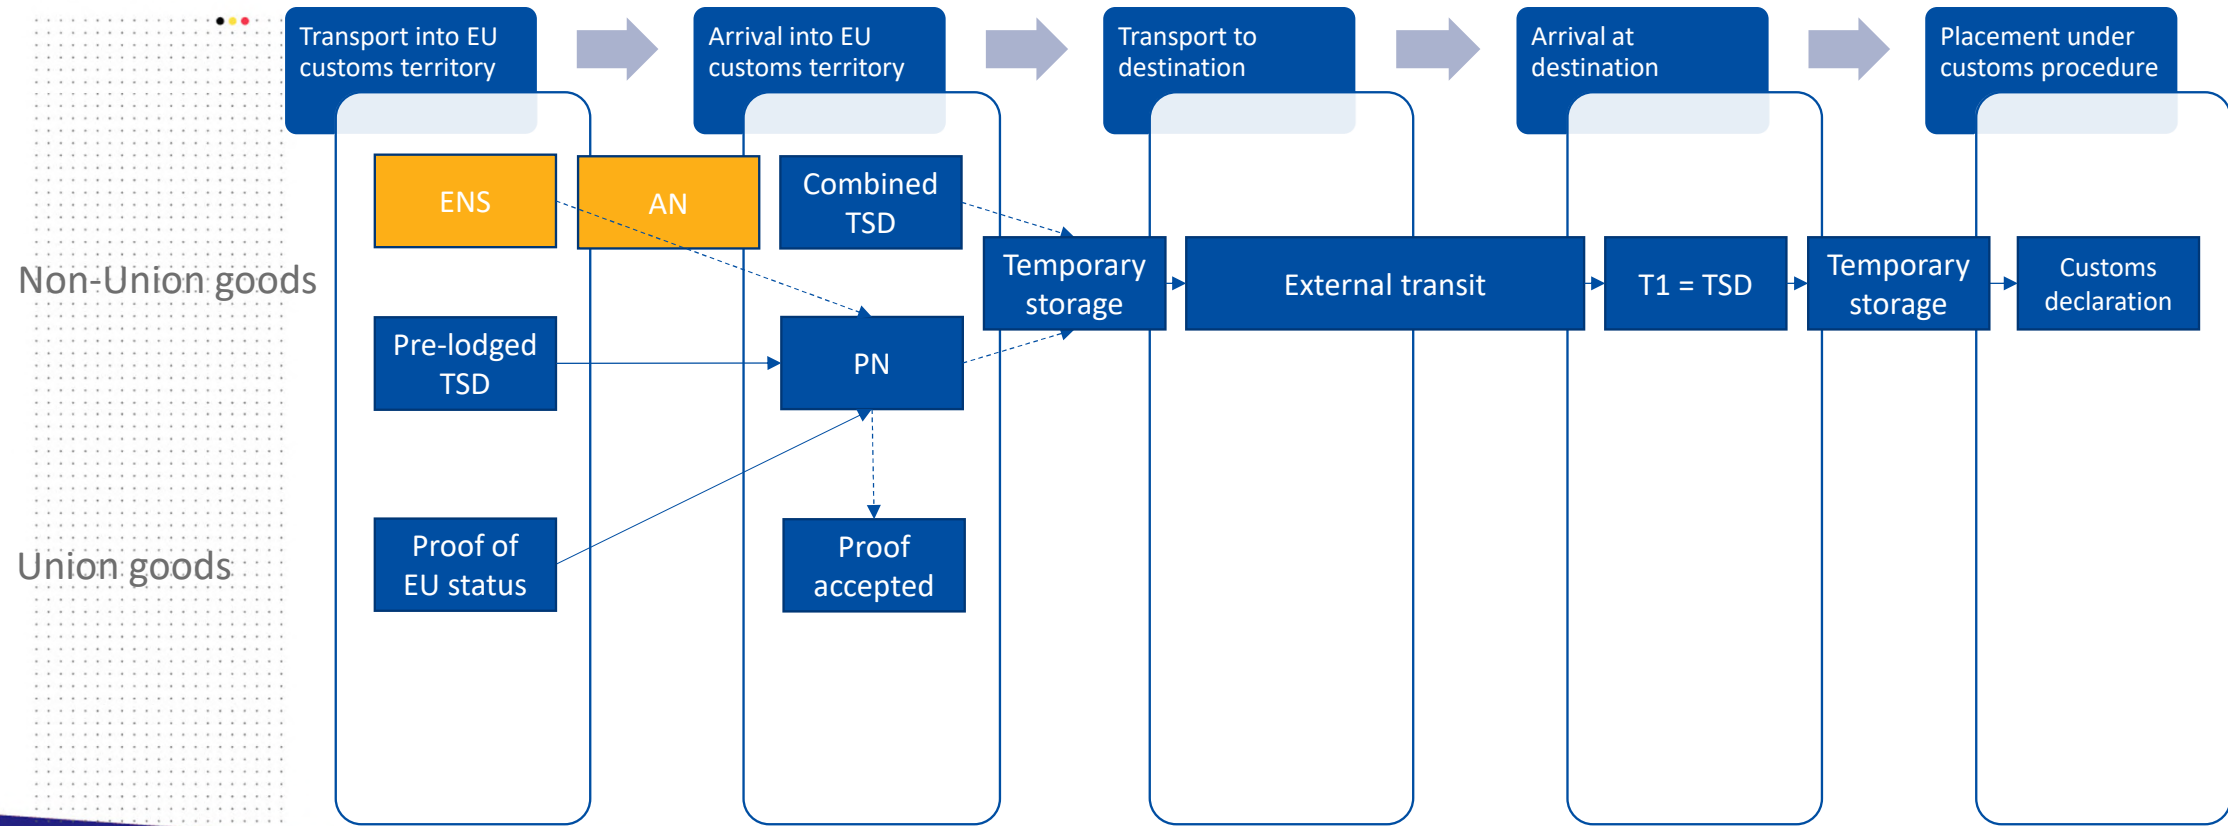 Transport into EU
customs territory
Arrival into EU
customs territory
Transport to
destination
Arrival at
destination
Placement under
customs procedure
ENS
AN
Combined
TSD
Non-Union goods
Temporary
storage
External transit
T1 = TSD
Temporary
storage
Customs
declaration
Pre-lodged
TSD
PN
Union goods
Proof of
EU status
Proof
accepted